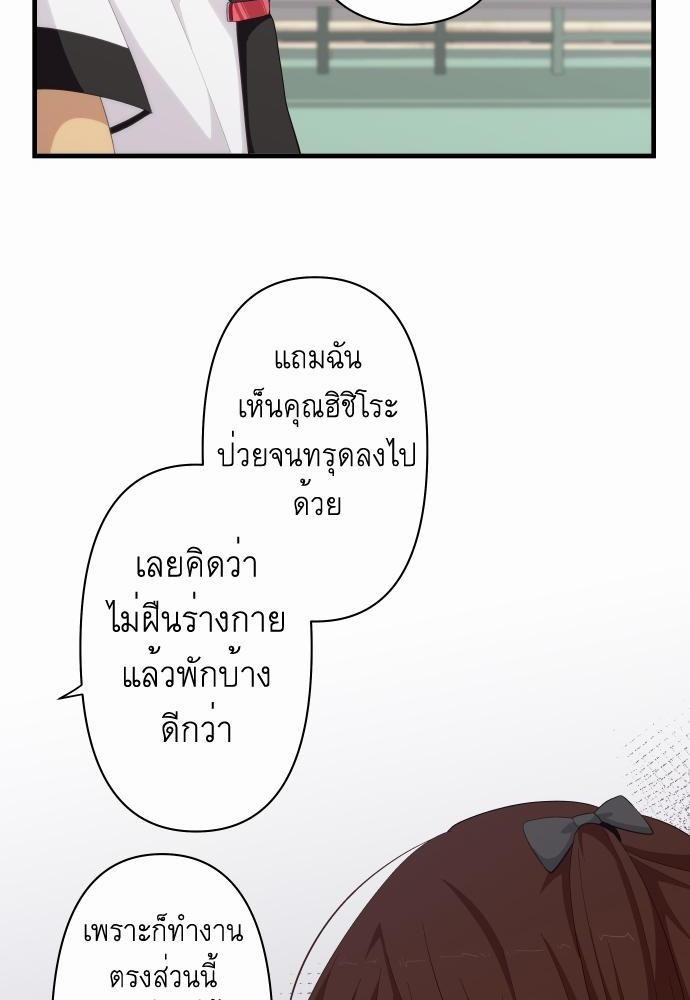 แถมฉัน
เห็นคุณฮิชิโระ
ป่วยจนทรุดลงไป
ด้วย
เลยคิดว่า
ไม่ฝืนร่างกาย
แล้วพักบ้าง
ดีกว่า
เพราะก็ทำงาน
ตรงส่วนนี้